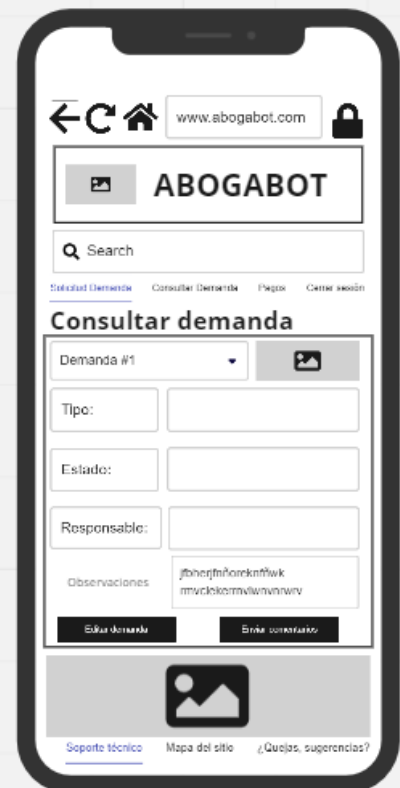 www.abogabot.com
ABOGABOT
Search
Solicitud Demanda Consultar Demanda Pagos Cerrar sesión
Consultar demanda
Demanda #1
Tipo:
Estado:
Responsable:
Observaciones
Editar demanda Enviar comentarios
Soporte técnico Mapa del sitio ¿Quejas, sugerencias?